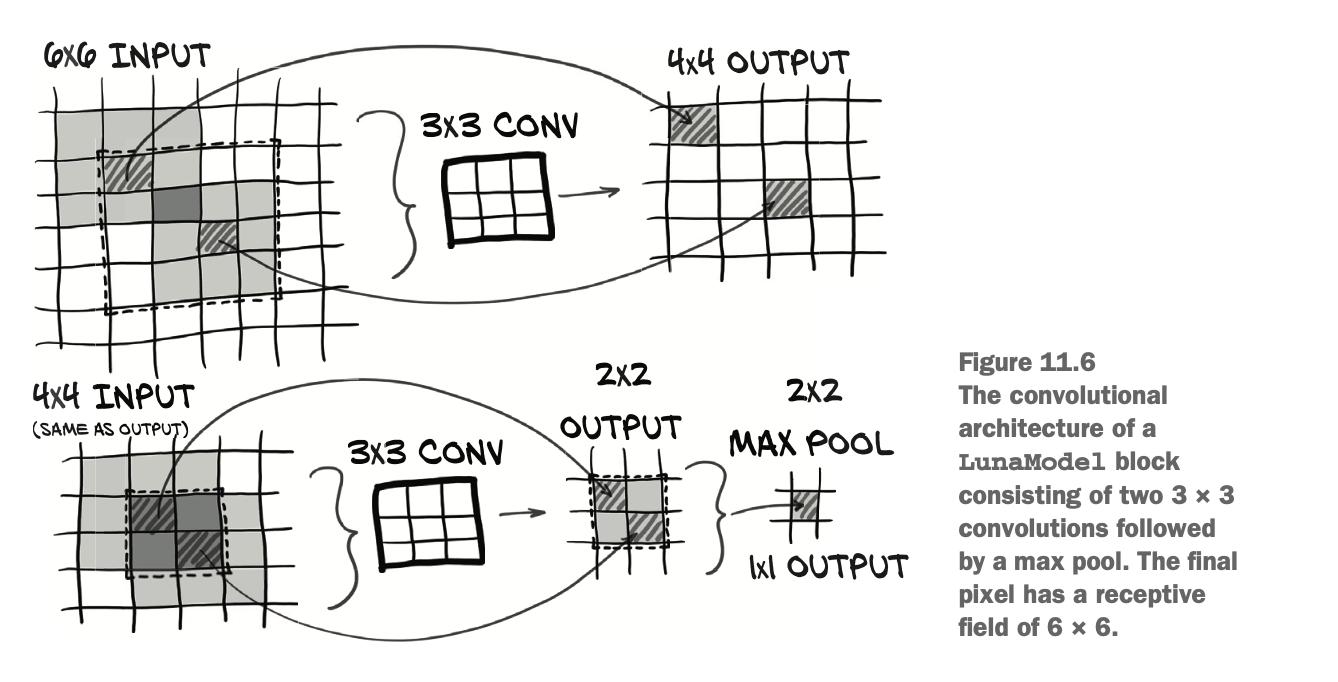 6x6 INPUT
4x4 OUTPUT
3x3 CONV
4x4 INPUT
(SAME AS OUTPUT)
3x3 CONV
2x2
OUTPUT
2x2
MAX POOL
1x1 OUTPUT
Figure 11.6
The convolutional
architecture of a
LunaModel block
consisting of two 3 × 3
convolutions followed
by a max pool. The final
pixel has a receptive
field of 6 × 6.